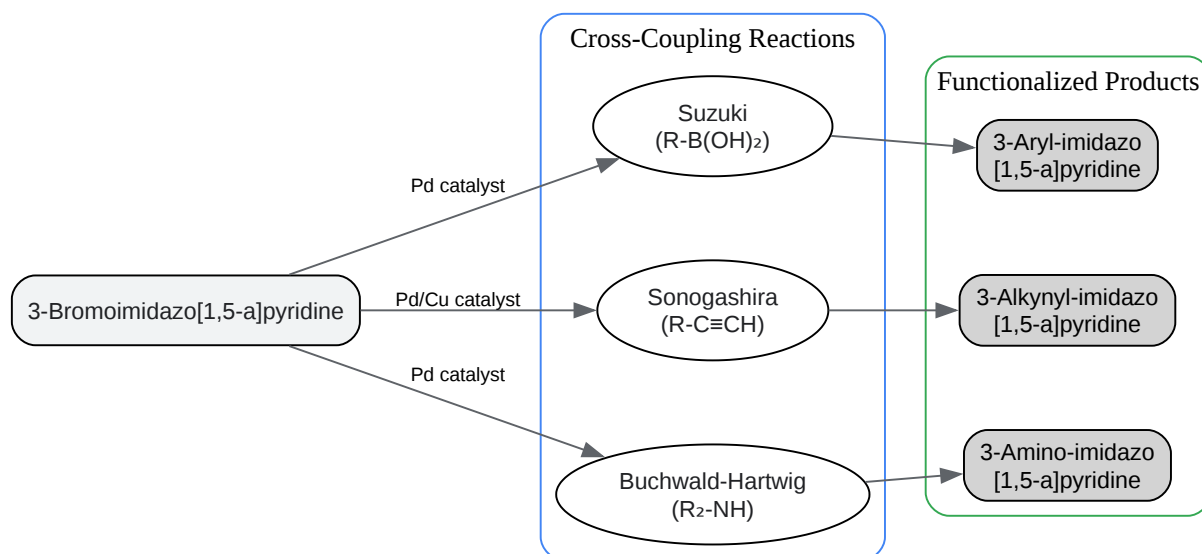 Cross-Coupling Reactions
Functionalized Products
Suzuki
(R-B(OH)₂)
3-Aryl-imidazo
[1,5-a]pyridine
Pd catalyst
3-Bromoimidazo[1,5-a]pyridine
Pd/Cu catalyst
Sonogashira
(R-C≡CH)
3-Alkynyl-imidazo
[1,5-a]pyridine
Pd catalyst
Buchwald-Hartwig
(R₂-NH)
3-Amino-imidazo
[1,5-a]pyridine